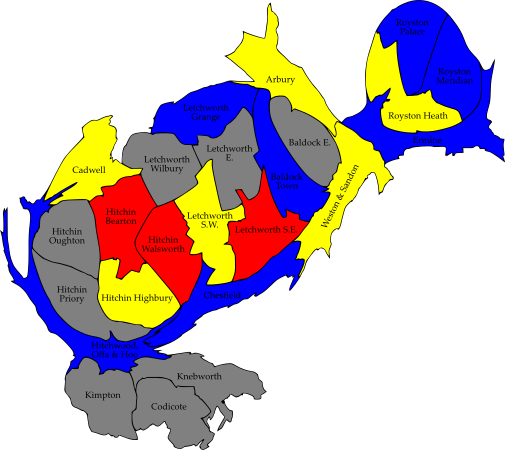 Royston
Palace
Royston
Meridian
Arbury
Letchworth
Grange
Royston Heath
Ermine
Baldock E.
Letchworth
E.
Letchworth
Wilbury
Cadwell
Baldock
Town
Weston & Sandon
Hitchin
Bearton
Letchworth
S.W.
Letchworth S.E.
Hitchin
Oughton
Hitchin
Walsworth
Hitchin
Priory
Hitchin Highbury
Chesfield
Hitchwood,
Offa & Hoo
Knebworth
Kimpton
Codicote